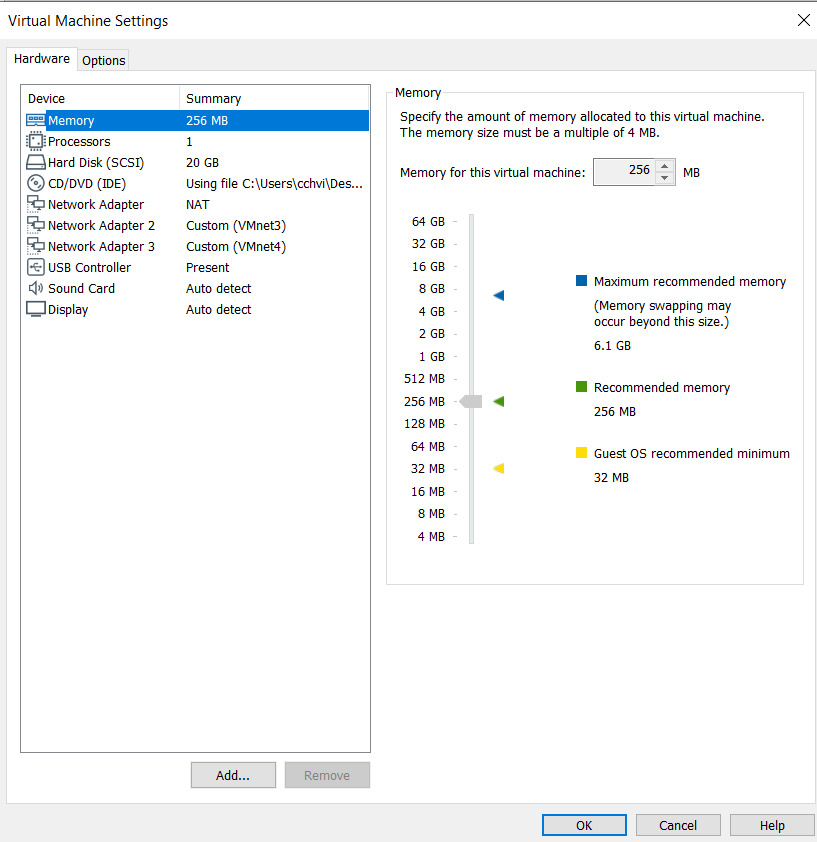 Virtual Machine Settings
Hardware Options
Device Summary
Memory 256 MB
Processors 1
Hard Disk (SCSI) 20 GB
CD/DVD (IDE) Using file C:\Users\cchvi\Des...
Network Adapter NAT
Network Adapter 2 Custom (VMnet3)
Network Adapter 3 Custom (VMnet4)
USB Controller Present
Sound Card Auto detect
Display Auto detect
Add... Remove
Memory
Specify the amount of memory allocated to this virtual machine.
The memory size must be a multiple of 4 MB.
Memory for this virtual machine: 256 MB
64 GB
32 GB
16 GB
8 GB
4 GB
2 GB
1 GB
512 MB
256 MB
128 MB
64 MB
32 MB
16 MB
8 MB
4 MB
Maximum recommended memory
(Memory swapping may
occur beyond this size.)
6.1 GB
Recommended memory
256 MB
Guest OS recommended minimum
32 MB
OK Cancel Help